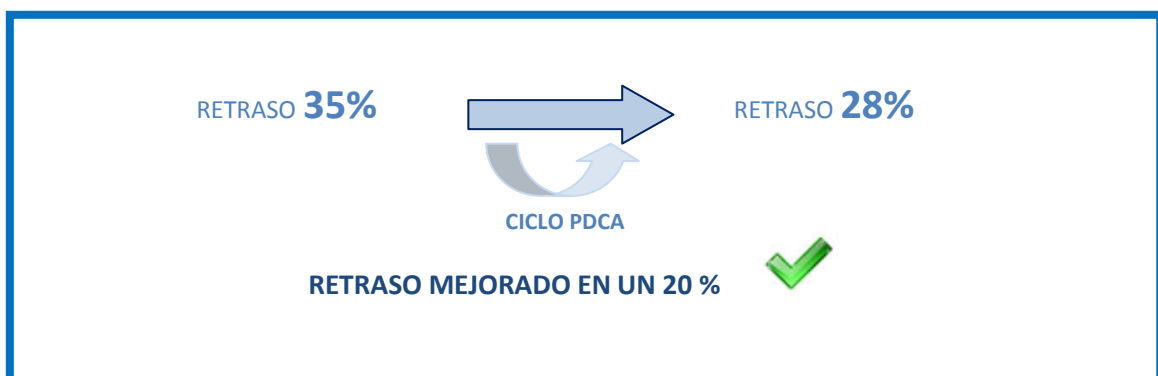 RETRASO 35% RETRASO 28%
CICLO PDCA
RETRASO MEJORADO EN UN 20 %